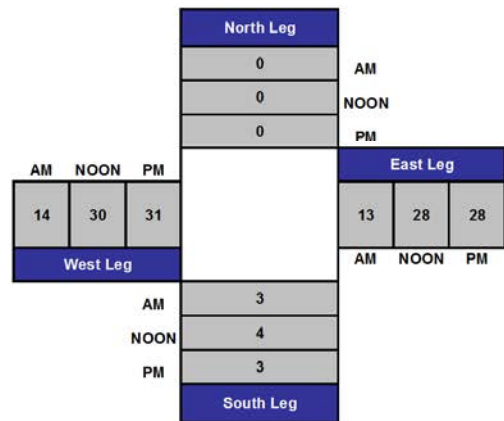 North Leg
0
AM
0
NOON
0
PM
AM NOON PM
East Leg
14 30 31
13 28 28
West Leg
AM NOON PM
AM
3
NOON
4
PM
3
South Leg